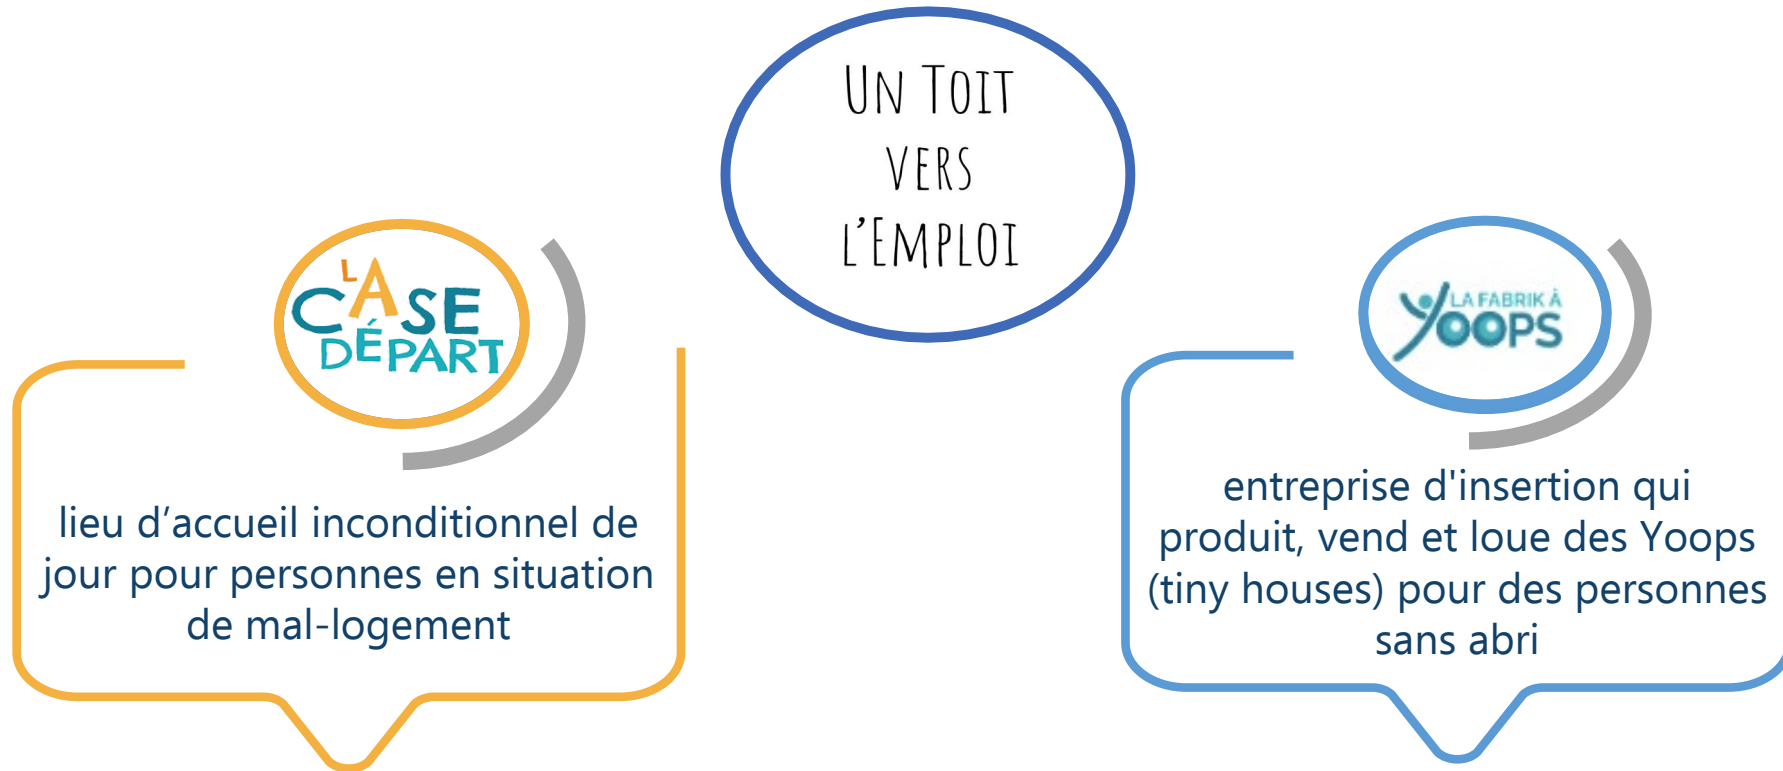 UN TOIT
VERS
L’EMPLOI
LA
CASE
DÉPART
lieu d’accueil inconditionnel de
jour pour personnes en situation
de mal-logement
LA FABRIK À
YOOPS
entreprise d'insertion qui
produit, vend et loue des Yoops
(tiny houses) pour des personnes
sans abri